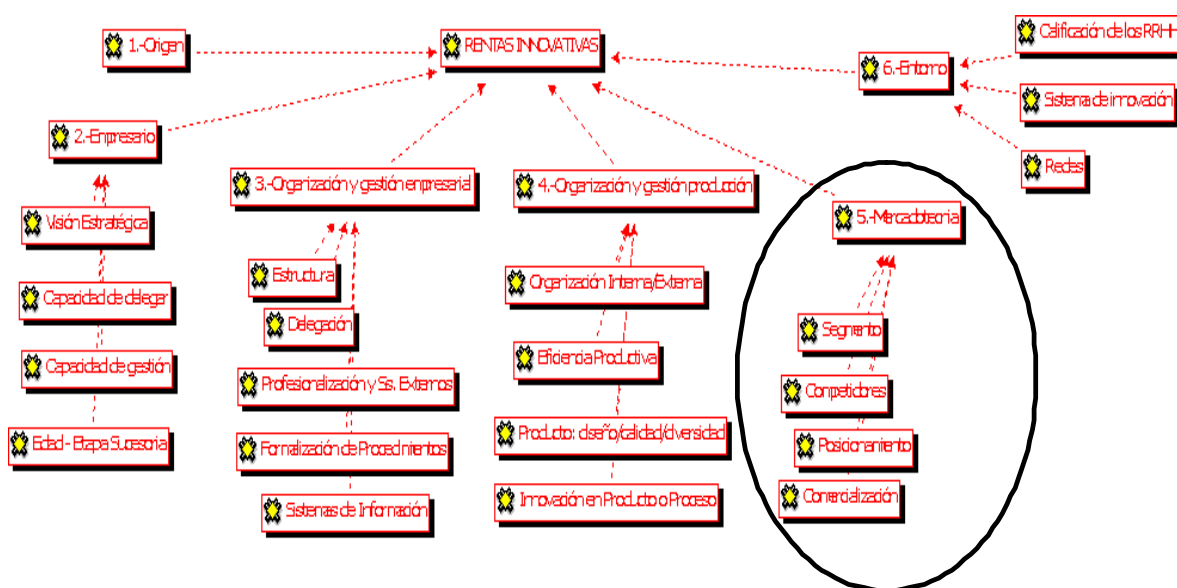 1.-Origen
RENTAS INNOVATIVAS
Calificación de los RRHH
6.-Entorno
Sistema de innovación
2.-Empresario
Redes
3.-Organización y gestión empresarial
4.-Organización y gestión producción
Visión Estratégica
5.-Mercadotecnia
Estructura
Organización Interna/Externa
Capacidad de delegar
Delegación
Segmento
Eficiencia Productiva
Capacidad de gestión
Profesionalización y Sis. Externos
Competidores
Edad - Etapa Sucesoria
Formalización de Procedimientos
Producto: diseño/calidad/diversidad
Posicionamiento
Sistemas de Información
Innovación en Producto o Proceso
Comercialización